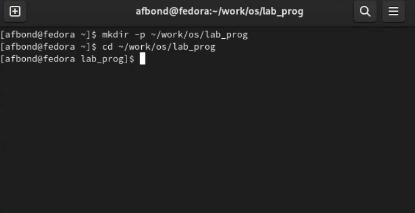 afbond@fedora:~/work/os/lab_prog
[afbond@fedora ~]$ mkdir -p ~/work/os/lab_prog
[afbond@fedora ~]$ cd ~/work/os/lab_prog
[afbond@fedora lab_prog]$